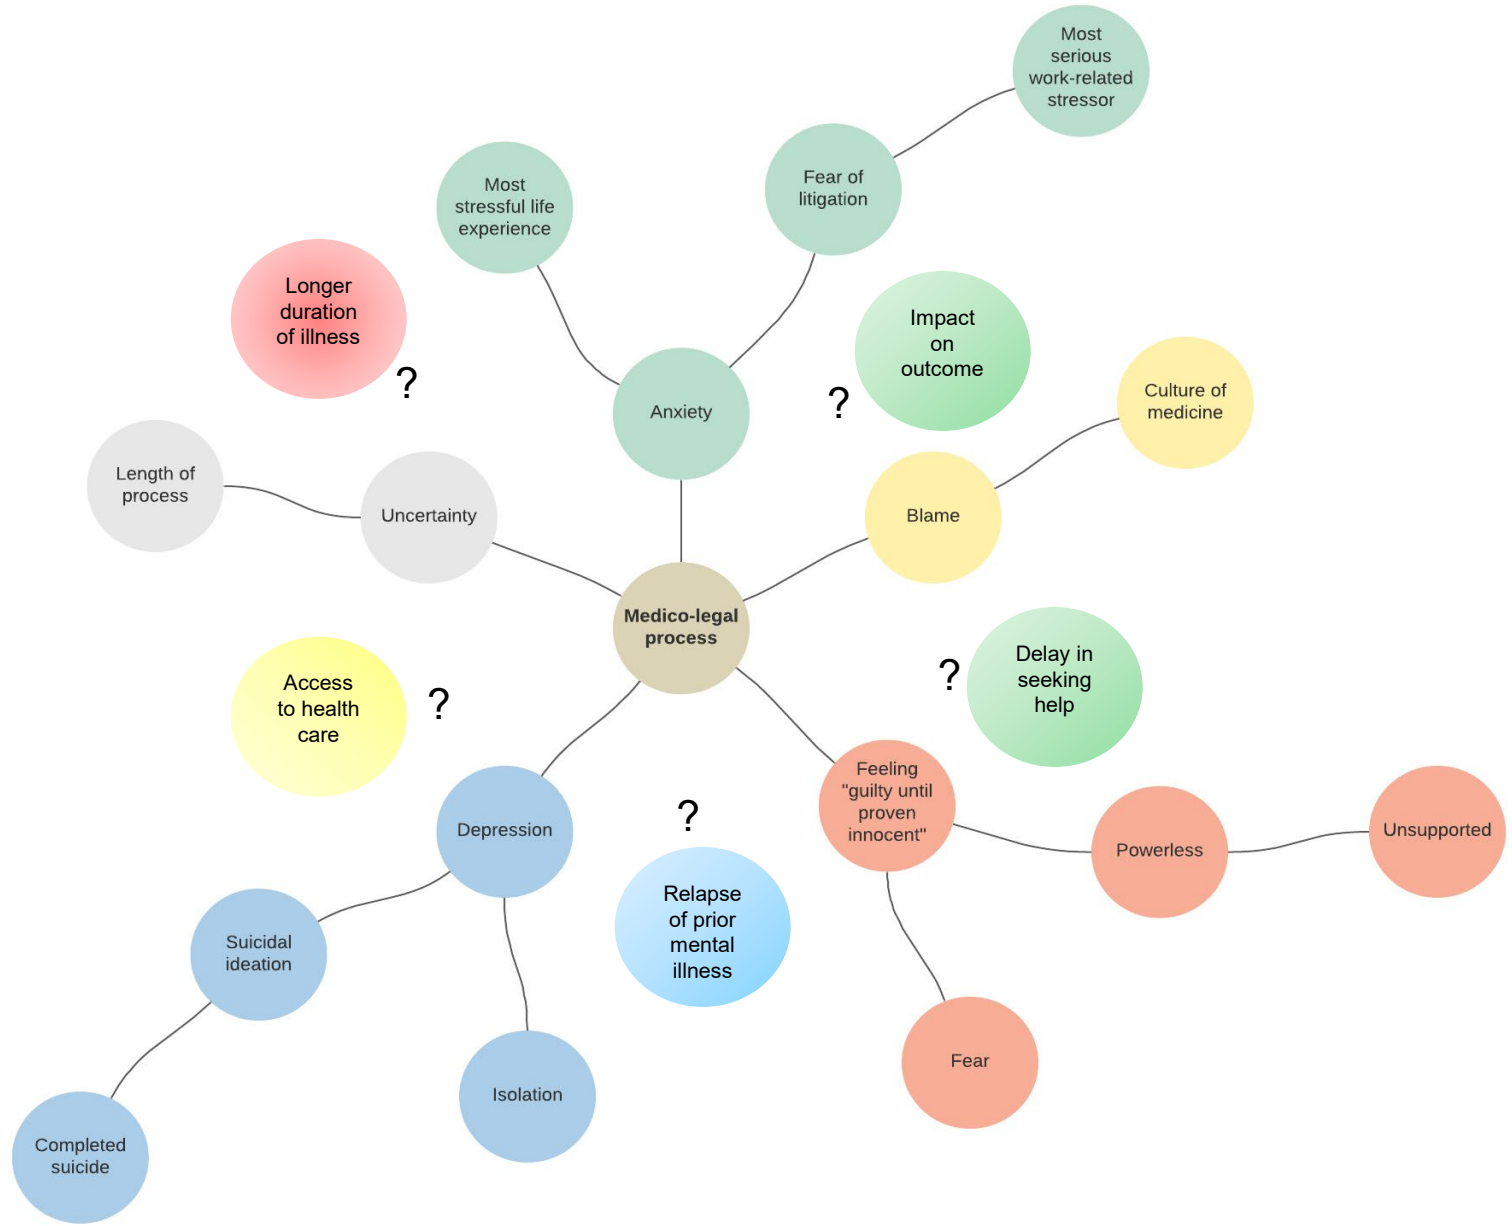 Most
serious
work-related
stressor
Most
stressful life
experience
Fear of
litigation
Longer
duration
of illness
?
Impact
on
outcome
?
Anxiety
Culture of
medicine
Length of
process
Uncertainty
Blame
Medico-legal
process
Access
to health
care
?
?
Delay in
seeking
help
Feeling
"guilty until
proven
innocent"
Depression
?
Relapse
of prior
mental
illness
Powerless
Unsupported
Suicidal
ideation
Isolation
Fear
Completed
suicide